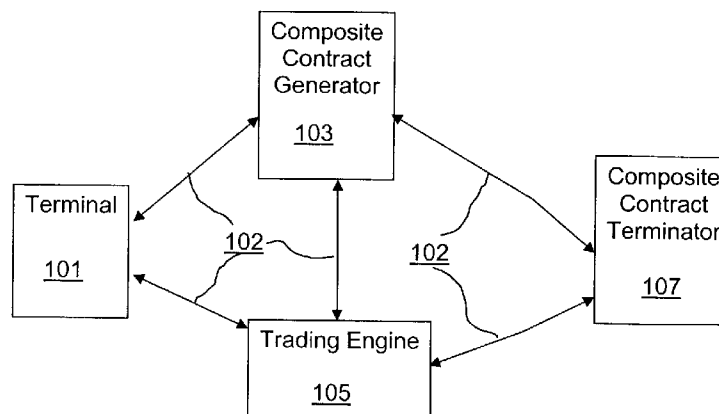 Composite
Contract
Generator
103
Terminal
101
102
102
Composite
Contract
Terminator
107
Trading Engine
105